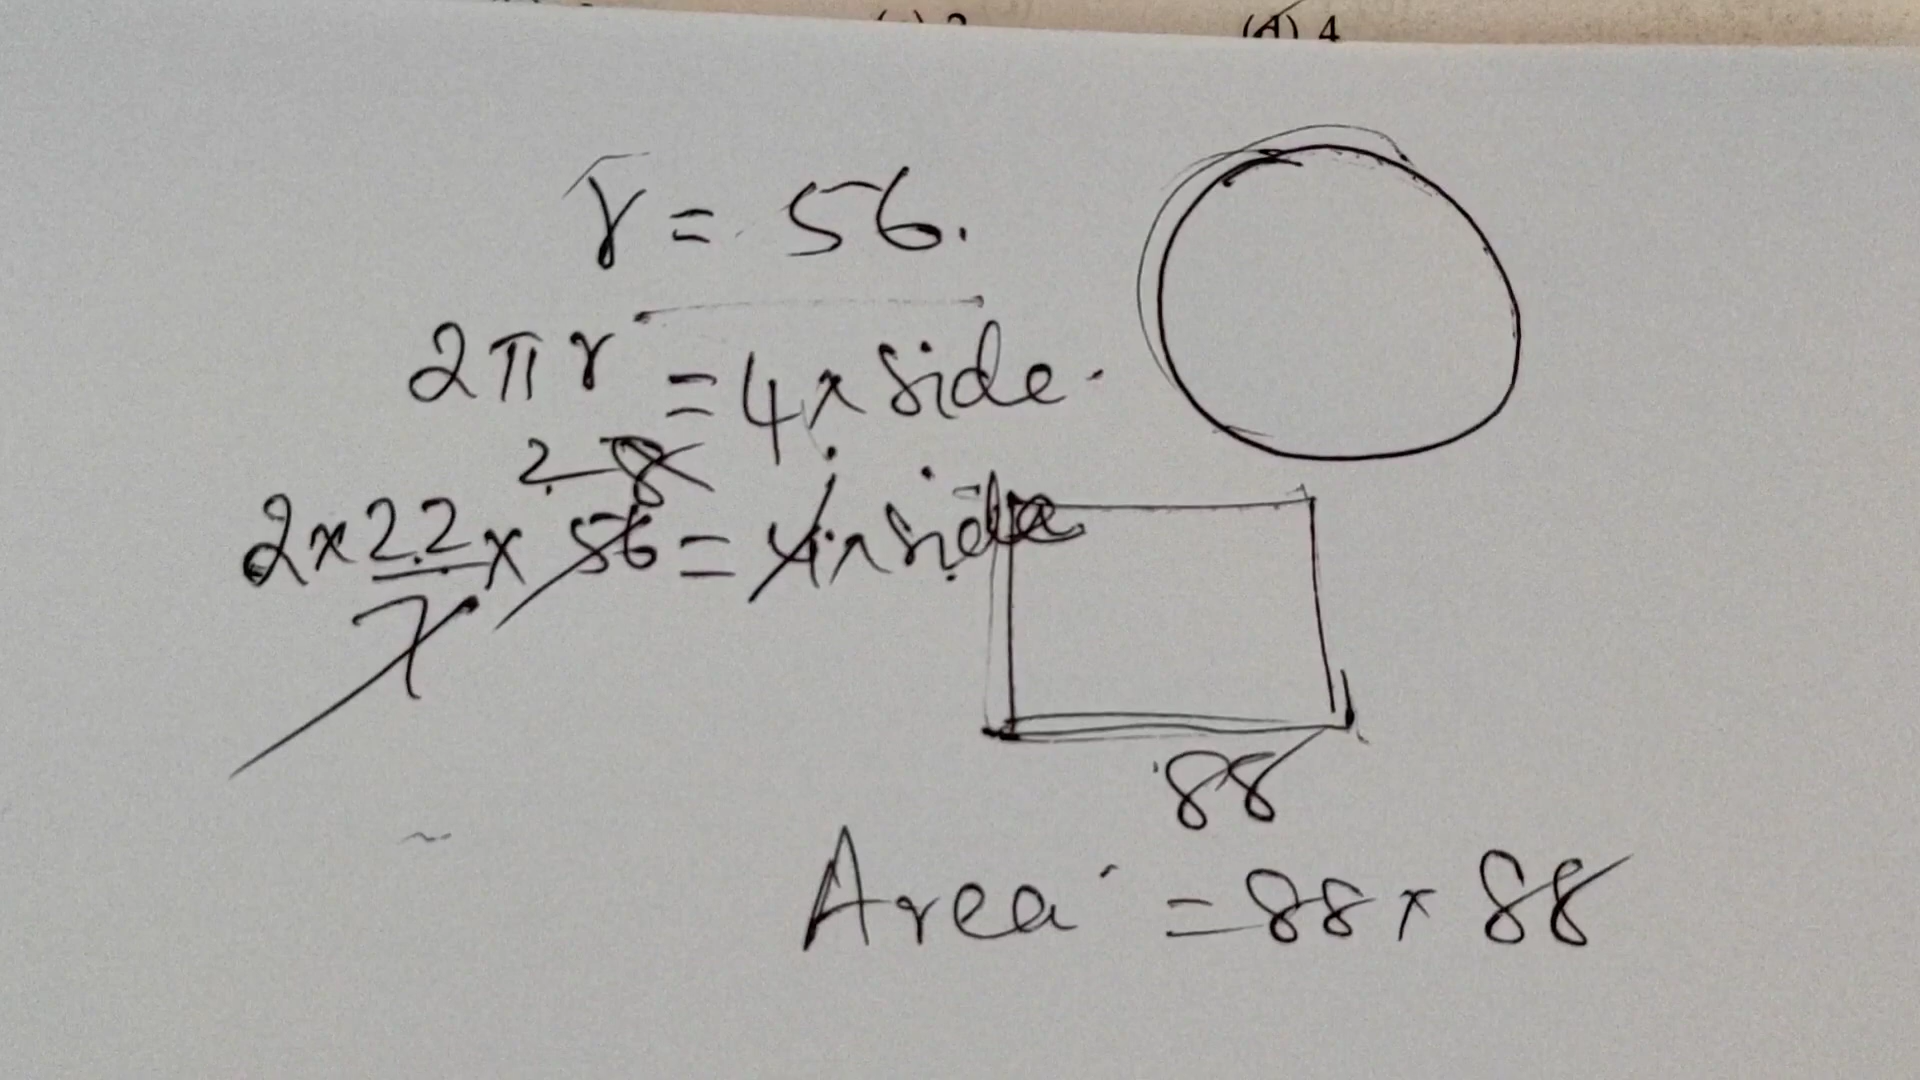 (A) 4
r = 56.
2πr = 4 x side.
2 8
2 x 22 x 56 = 4 x side
7
88
Area = 88 x 88